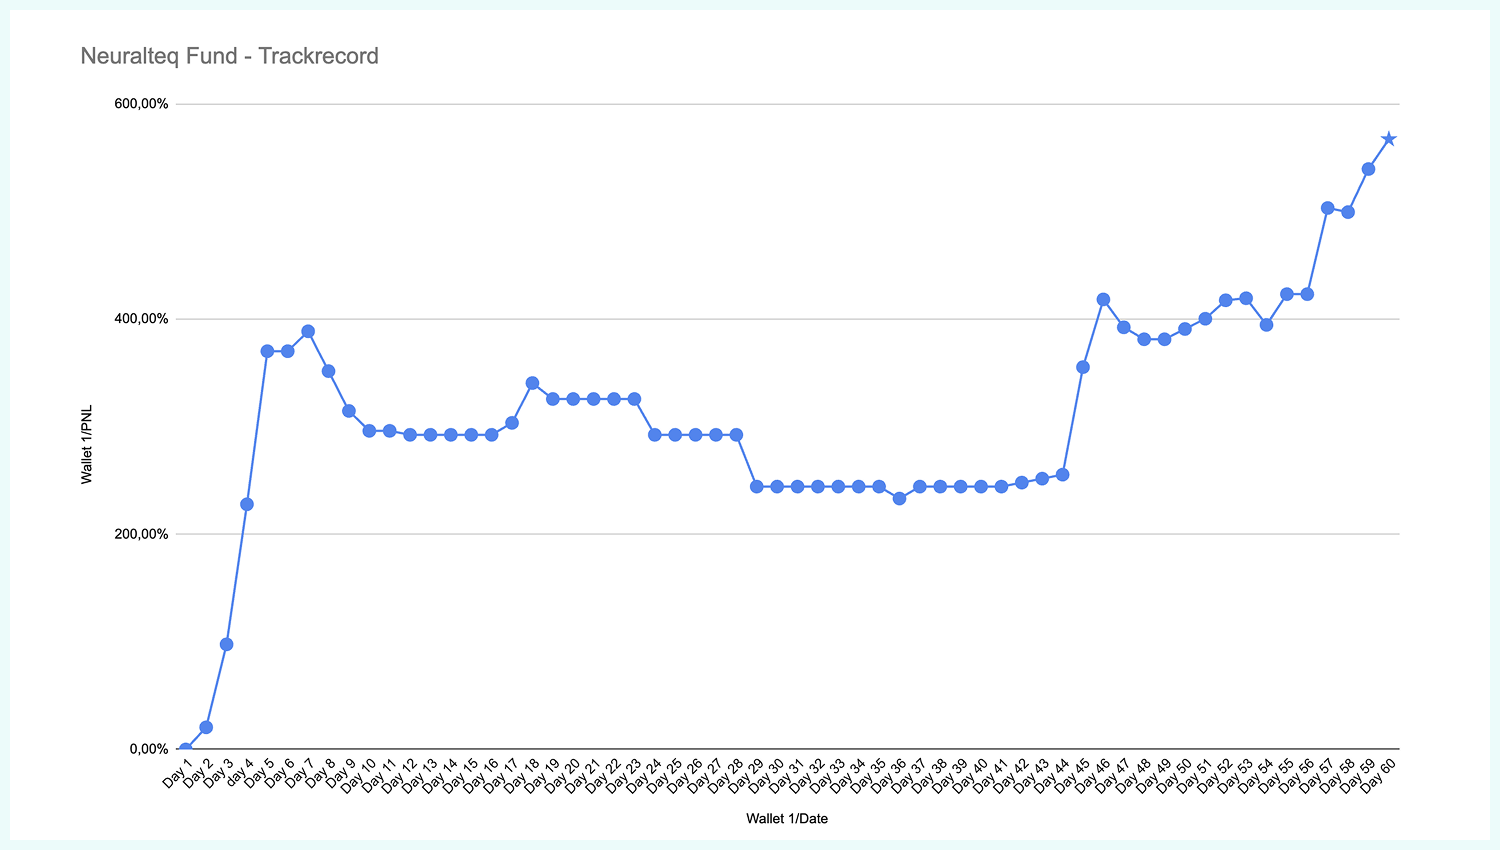 Neuralteq Fund - Trackrecord
600,00%
400,00%
200,00%
0,00%
Wallet 1/PNL
Day 1
Day 2
Day 3
day 4
Day 5
Day 6
Day 7
Day 8
Day 9
Day 10
Day 11
Day 12
Day 13
Day 14
Day 15
Day 16
Day 17
Day 18
Day 19
Day 20
Day 21
Day 22
Day 23
Day 24
Day 25
Day 26
Day 27
Day 28
Day 29
Day 30
Day 31
Day 32
Day 33
Day 34
Day 35
Day 36
Day 37
Day 38
Day 39
Day 40
Day 41
Day 42
Day 43
Day 44
Day 45
Day 46
Day 47
Day 48
Day 49
Day 50
Day 51
Day 52
Day 53
Day 54
Day 55
Day 56
Day 57
Day 58
Day 59
Day 60
Wallet 1/Date